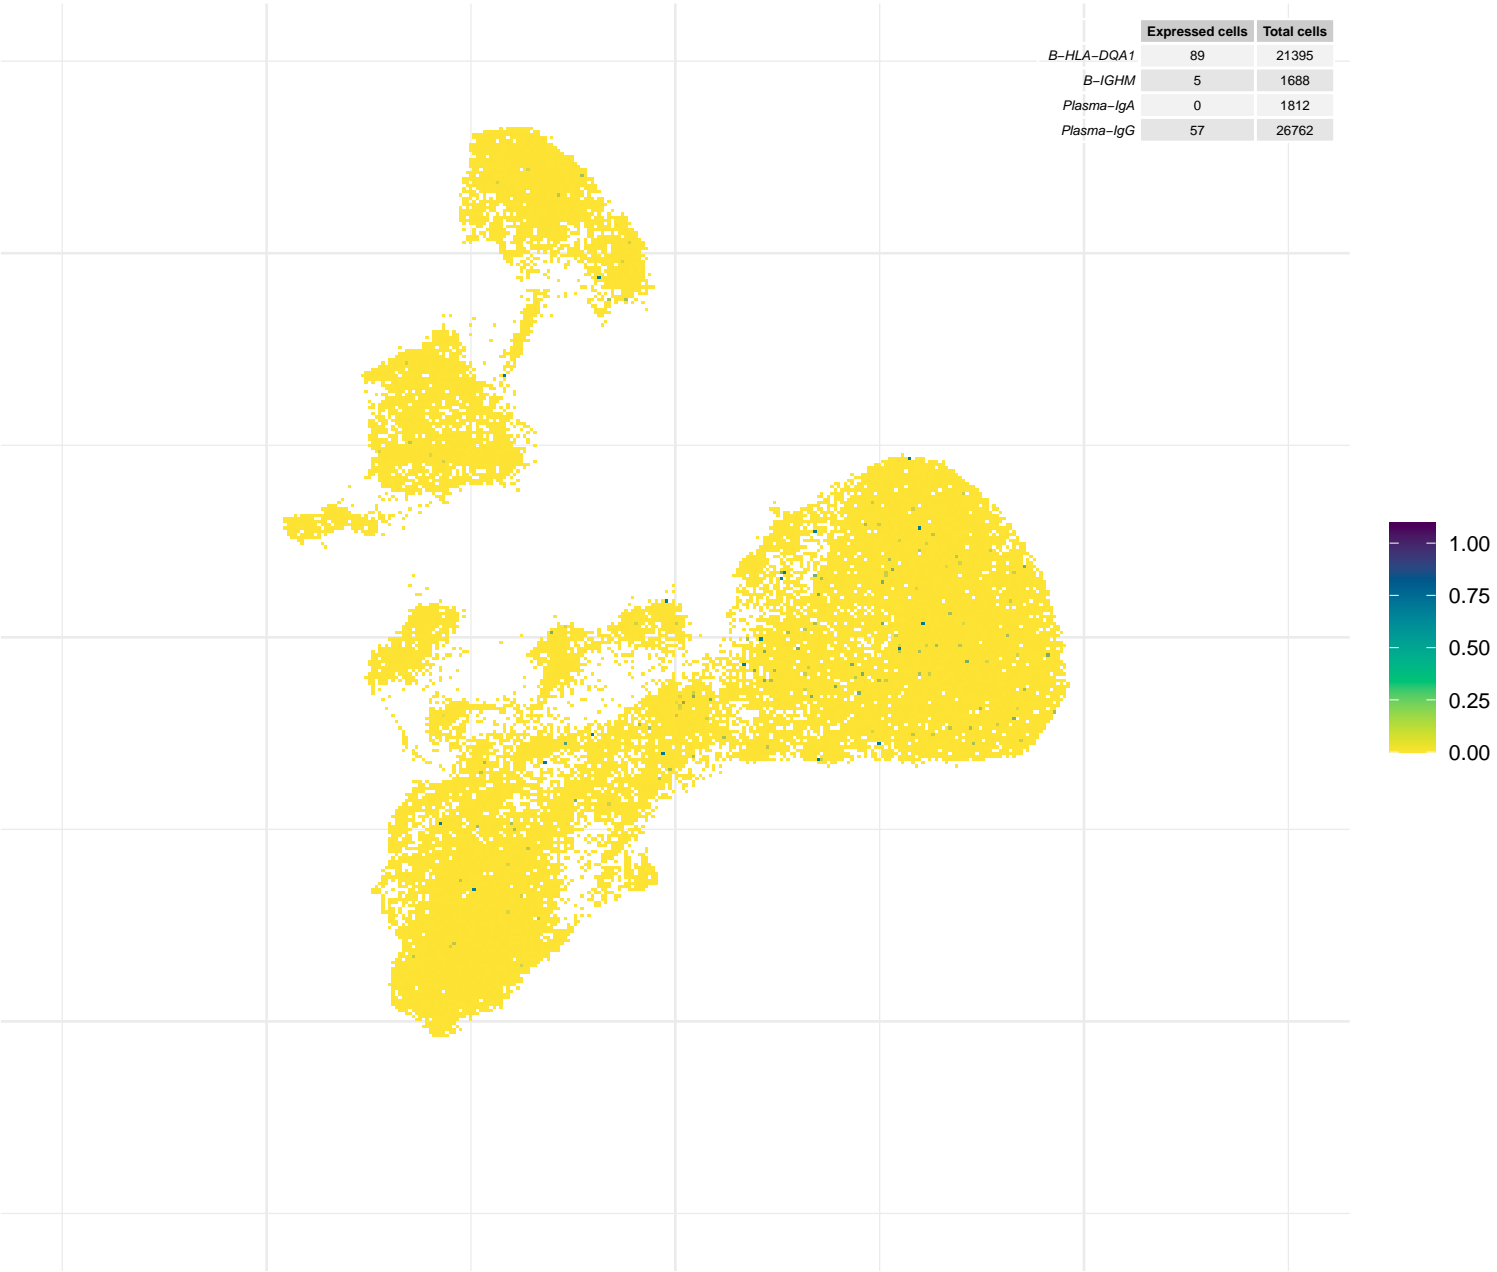 Expressed cells Total cells
B−HLA−DQA1 89 21395
B−IGHM 5 1688
Plasma−IgA 0 1812
Plasma−IgG 57 26762
1.00
0.75
0.50
0.25
0.00